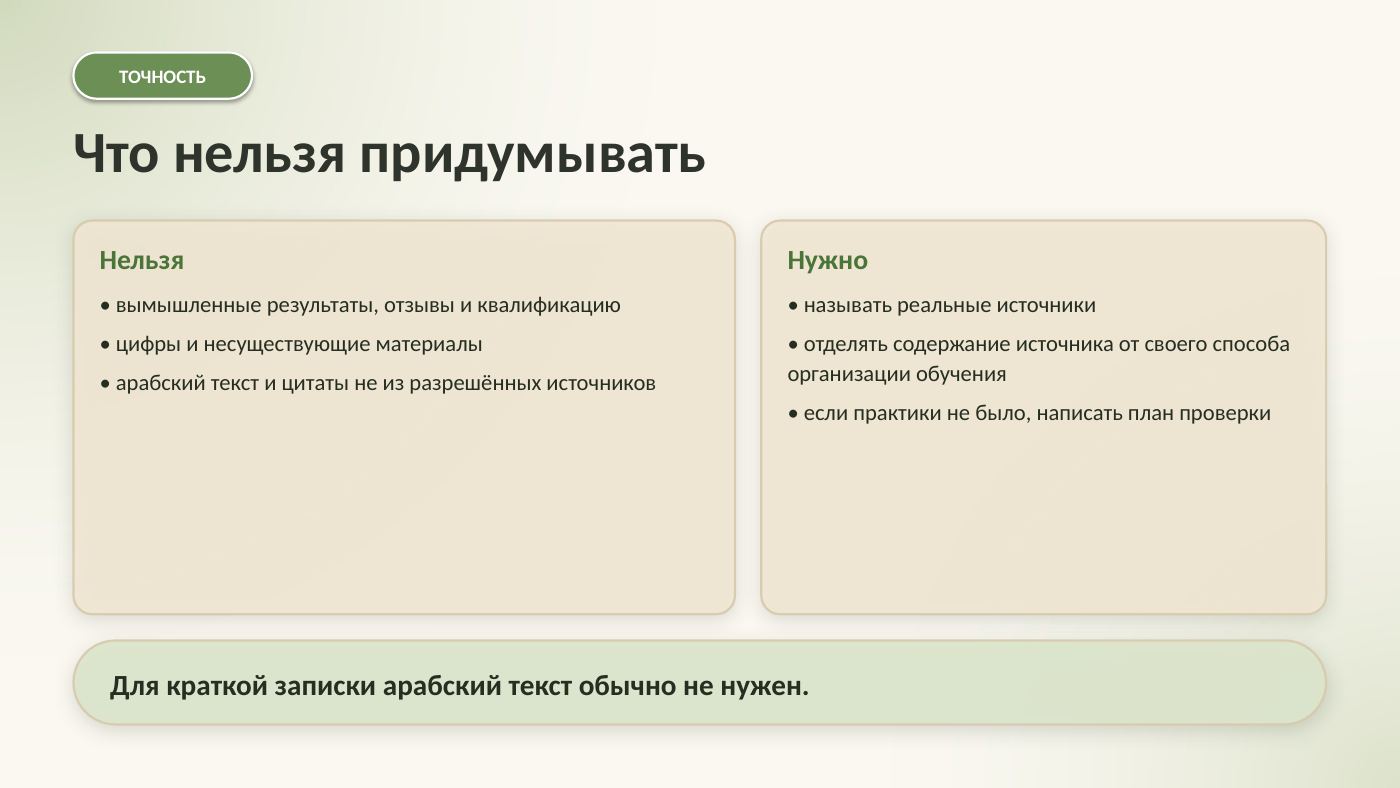 ТОЧНОСТЬ
Что нельзя придумывать
Нельзя
• вымышленные результаты, отзывы и квалификацию
• цифры и несуществующие материалы
• арабский текст и цитаты не из разрешённых источников
Нужно
• называть реальные источники
• отделять содержание источника от своего способа
организации обучения
• если практики не было, написать план проверки
Для краткой записки арабский текст обычно не нужен.